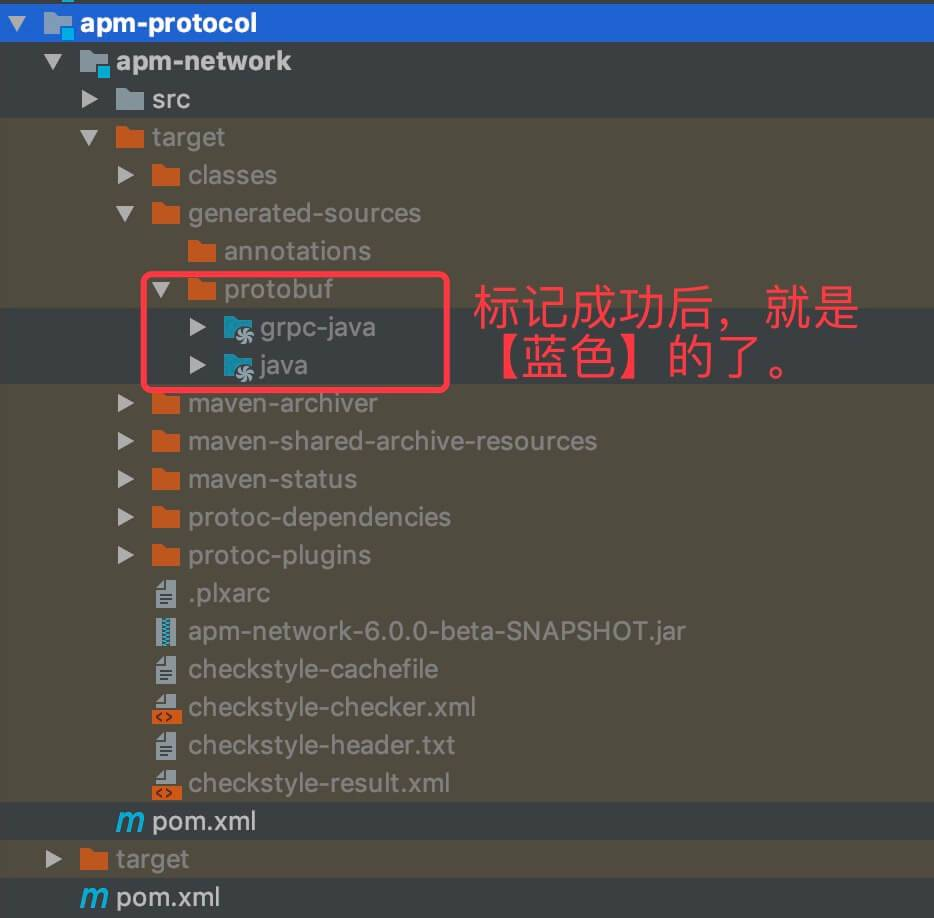 apm-protocol
apm-network
src
target
classes
generated-sources
annotations
protobuf
grpc-java
java
标记成功后，就是
【蓝色】的了。
maven-archiver
maven-shared-archive-resources
maven-status
protoc-dependencies
protoc-plugins
.plxarc
apm-network-6.0.0-beta-SNAPSHOT.jar
checkstyle-cachefile
checkstyle-checker.xml
checkstyle-header.txt
checkstyle-result.xml
pom.xml
target
pom.xml